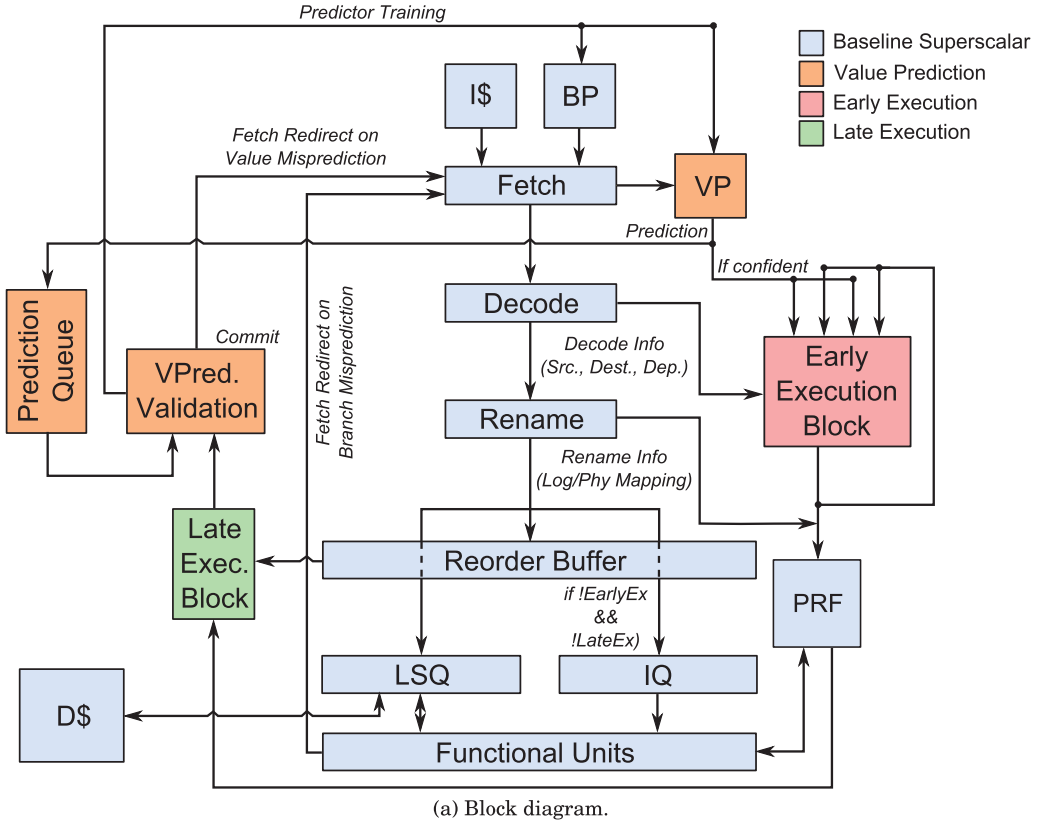 Predictor Training
Baseline Superscalar
Value Prediction
Early Execution
Late Execution
I$
BP
Fetch Redirect on
Value Misprediction
Fetch
VP
Prediction
If confident
Prediction
Queue
Commit
VPred.
Validation
Fetch Redirect on
Branch Misprediction
Decode
Decode Info
(Src., Dest., Dep.)
Early
Execution
Block
Rename
Rename Info
(Log/Phy Mapping)
Late
Exec.
Block
Reorder Buffer
if !EarlyEx
&&
!LateEx)
PRF
LSQ
IQ
D$
Functional Units
(a) Block diagram.